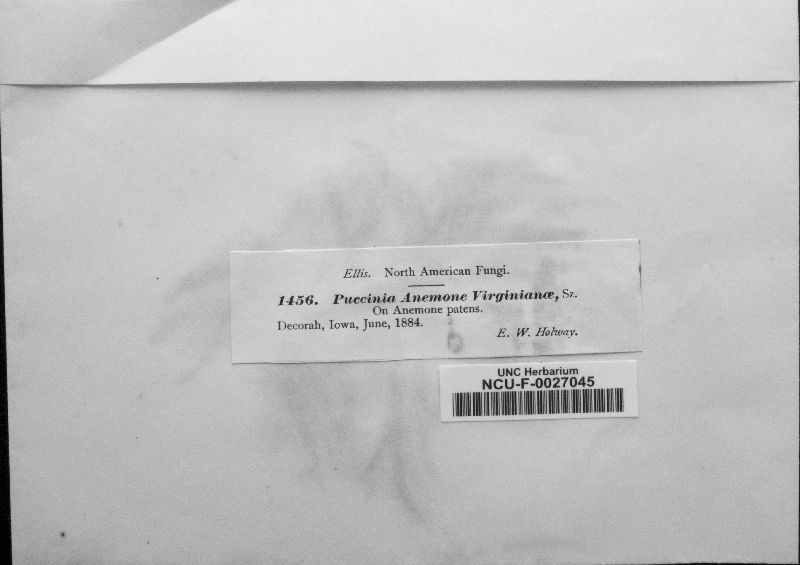 Ellis. North American Fungi.
1456. Puccinia Anemone Virginianæ, Sz.
On Anemone patens.
Decorah, Iowa, June, 1884.
E. W. Holway.
UNC Herbarium
NCU-F-0027045